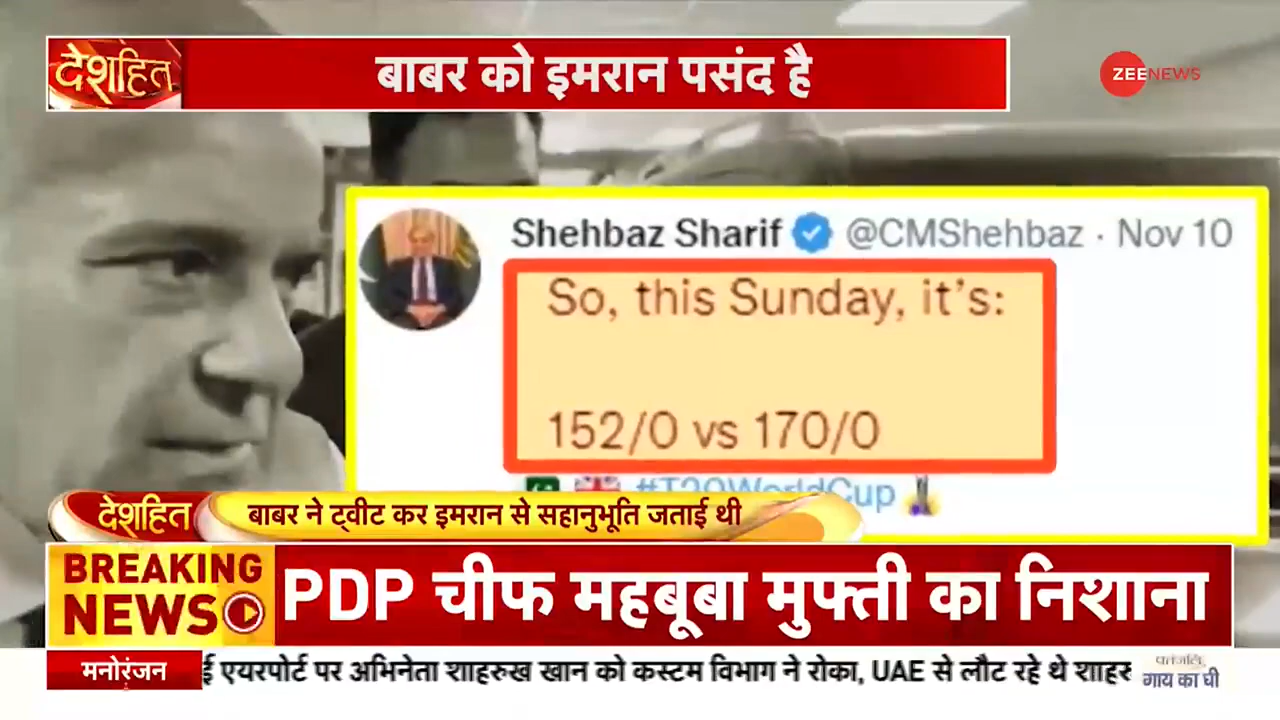 देशहित
बाबर को इमरान पसंद है
ZEE NEWS
Shehbaz Sharif @CMShehbaz · Nov 10
So, this Sunday, it's:
152/0 vs 170/0
#T20WorldCup
देशहित
बाबर ने ट्वीट कर इमरान से सहानुभूति जताई थी
BREAKING
NEWS
PDP चीफ महबूबा मुफ्ती का निशाना
मनोरंजन
ई एयरपोर्ट पर अभिनेता शाहरुख खान को कस्टम विभाग ने रोका, UAE से लौट रहे थे शाहरु
पतंजलि
गाय का घी